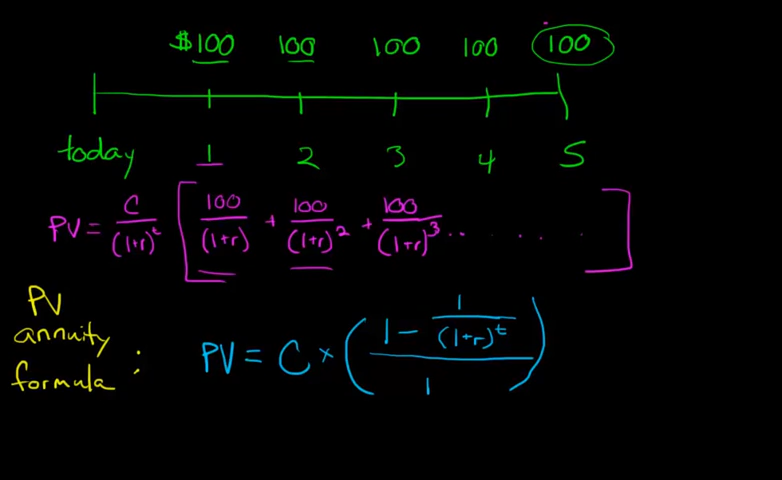 $100 100 100 100 100
today 1 2 3 4 5
PV = C/(1+r)^t [100/(1+r) + 100/(1+r)^2 + 100/(1+r)^3 .. . . . .]
PV
annuity
formula :
PV = C × ((1 - 1/(1+r)^t)/1)